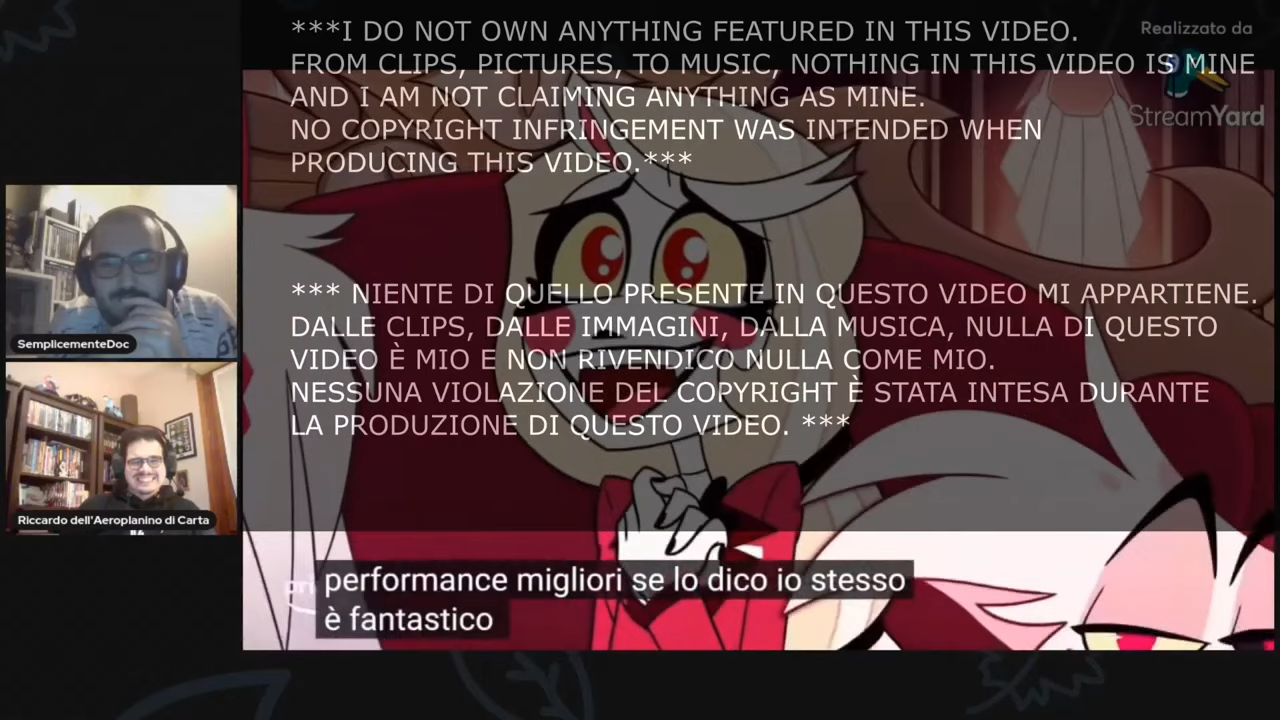 ***I DO NOT OWN ANYTHING FEATURED IN THIS VIDEO.
FROM CLIPS, PICTURES, TO MUSIC, NOTHING IN THIS VIDEO IS MINE
AND I AM NOT CLAIMING ANYTHING AS MINE.
NO COPYRIGHT INFRINGEMENT WAS INTENDED WHEN
PRODUCING THIS VIDEO.***
Realizzato da
StreamYard
*** NIENTE DI QUELLO PRESENTE IN QUESTO VIDEO MI APPARTIENE.
DALLE CLIPS, DALLE IMMAGINI, DALLA MUSICA, NULLA DI QUESTO
VIDEO È MIO E NON RIVENDICO NULLA COME MIO.
NESSUNA VIOLAZIONE DEL COPYRIGHT È STATA INTESA DURANTE
LA PRODUZIONE DI QUESTO VIDEO. ***
SemplicementeDoc
Riccardo dell'Aeroplanino di Carta
performance migliori se lo dico io stesso
è fantastico